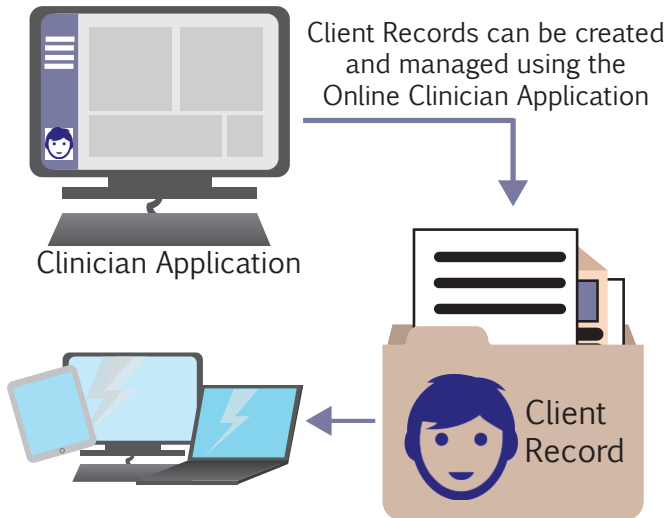 Client Records can be created
and managed using the
Online Clinician Application
Clinician Application
Client
Record